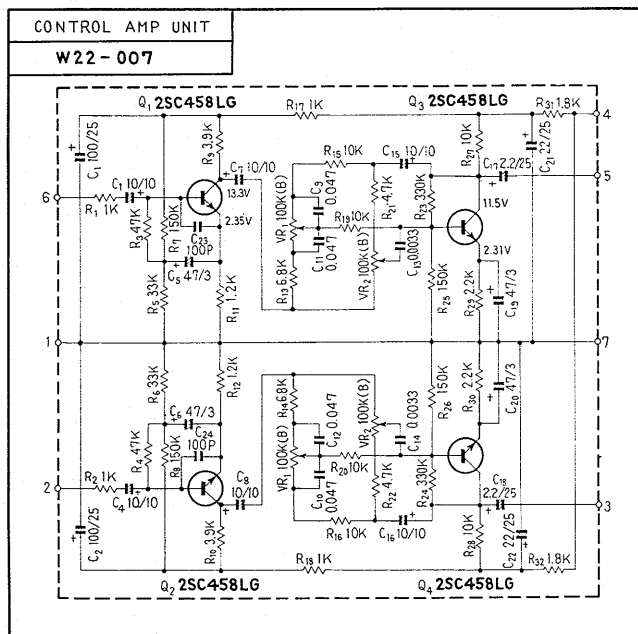 CONTROL AMP UNIT
W22-007
Q1 2SC458LG
Q3 2SC458LG
R17 1K
R31 1.8K
4
C1 100/25
R9 3.9K
C7 10/10
R15 10K
C15 10/10
R27 10K
C21 22/25
C17 2.2/25
5
6
R1 1K
C1 10/10
R3 47K
R7 150K
13.3V
2.35V
C23
100P
C5 47/3
C9
0.047
VR1 100K(B)
R19 10K
C11
0.047
R21 4.7K
R23 330K
11.5V
2.31V
C13 0.0033
VR2 100K(B)
R13 6.8K
R5 33K
R11 1.2K
R25 150K
R29 2.2K
C19 47/3
1
7
R6 33K
R12 1.2K
R26 150K
R30 2.2K
C20 47/3
C6 47/3
C24
100P
R14 6.8K
VR2 100K(B)
C12 0.047
C14 0.0033
R4 47K
R8 150K
VR1 100K(B)
R20 10K
C10
0.047
R22 4.7K
R24 330K
2
R2 1K
C4 10/10
C8
10/10
C18
2.2/25
3
C2 100/25
R10 3.9K
R16 10K
C16 10/10
R28 10K
C22 22/25
R18 1K
R32 1.8K
Q2 2SC458LG
Q4 2SC458LG